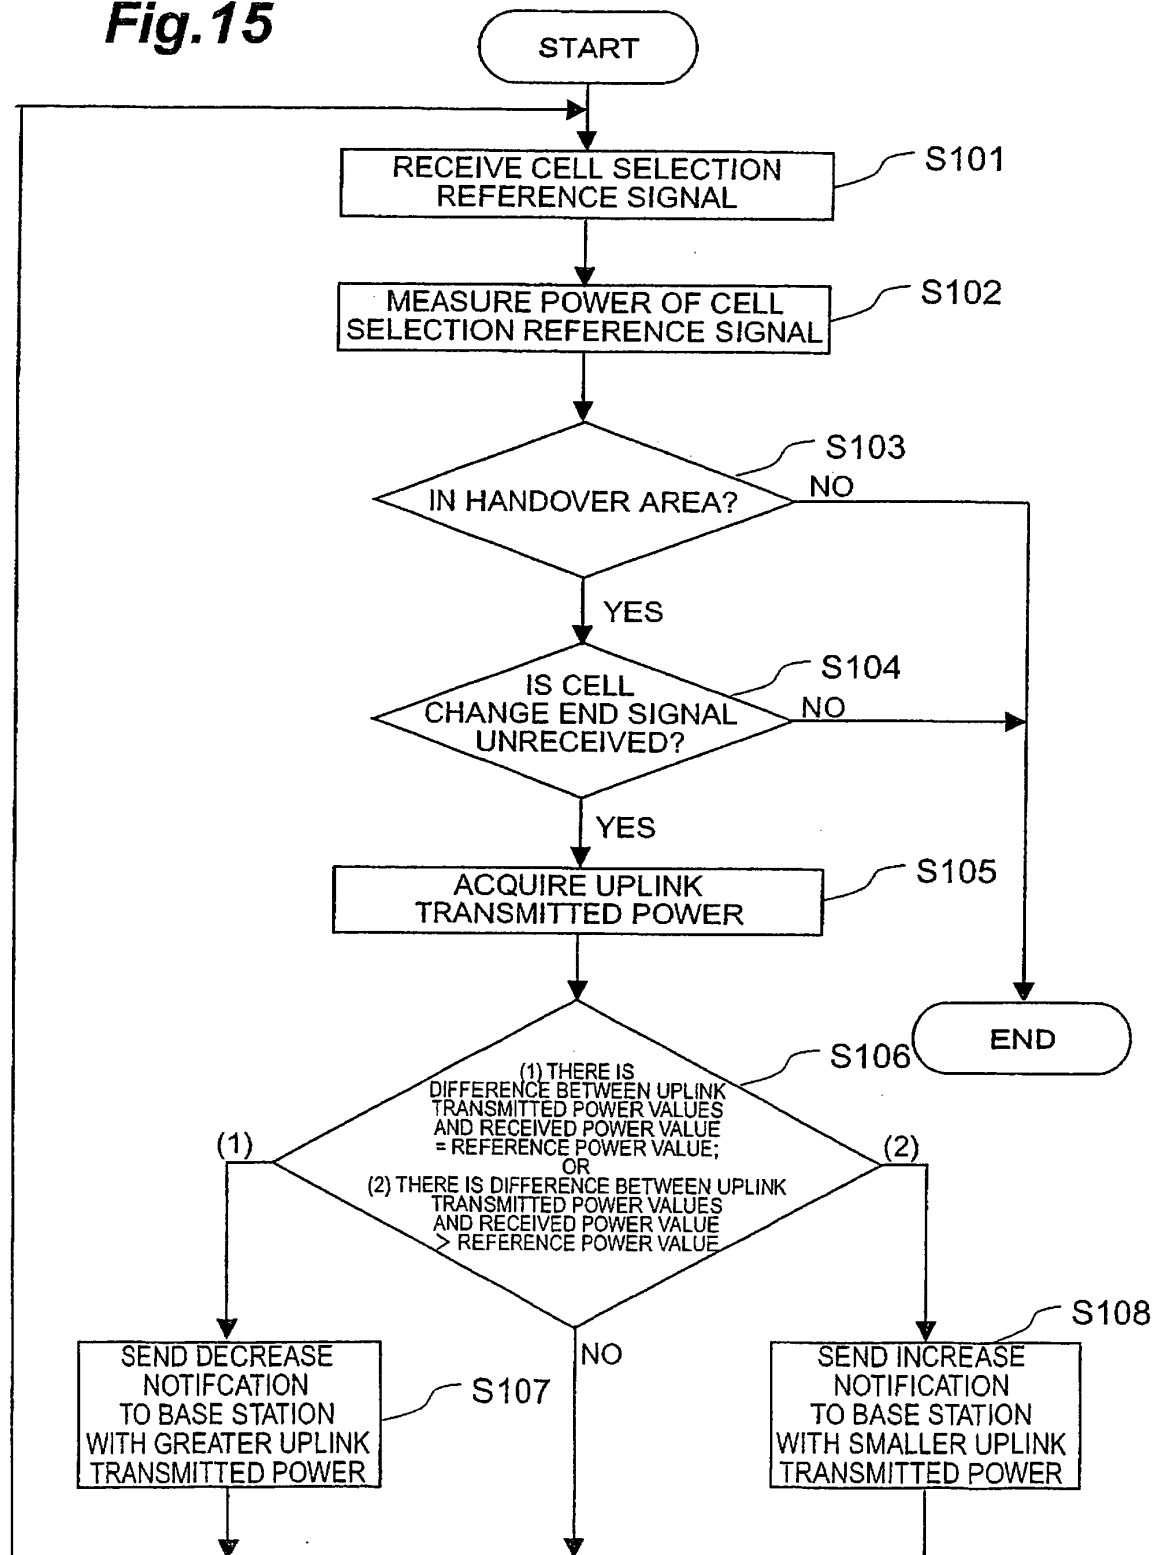 Fig.15
START
RECEIVE CELL SELECTION
REFERENCE SIGNAL
S101
MEASURE POWER OF CELL
SELECTION REFERENCE SIGNAL
S102
S103
IN HANDOVER AREA?
NO
YES
S104
IS CELL
CHANGE END SIGNAL
UNRECEIVED?
NO
YES
ACQUIRE UPLINK
TRANSMITTED POWER
S105
END
S106
(1) THERE IS
DIFFERENCE BETWEEN UPLINK
TRANSMITTED POWER VALUES
AND RECEIVED POWER VALUE
= REFERENCE POWER VALUE;
OR
(2) THERE IS DIFFERENCE BETWEEN UPLINK
TRANSMITTED POWER VALUES
AND RECEIVED POWER VALUE
> REFERENCE POWER VALUE
(1)
(2)
NO
SEND DECREASE
NOTIFCATION
TO BASE STATION
WITH GREATER UPLINK
TRANSMITTED POWER
S107
S108
SEND INCREASE
NOTIFICATION
TO BASE STATION
WITH SMALLER UPLINK
TRANSMITTED POWER